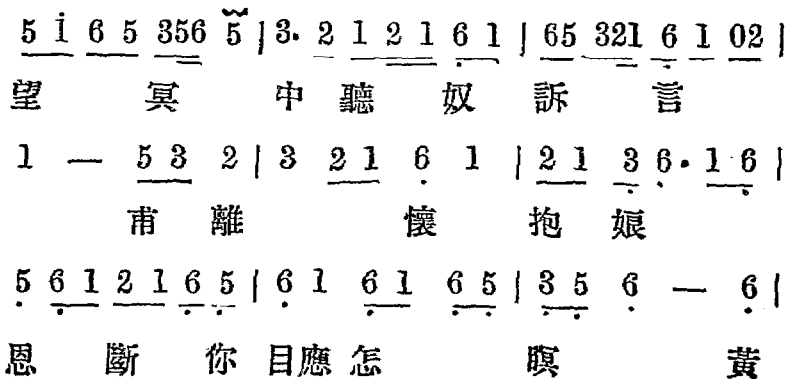 5 i 6 5 356 5 | 3. 2 1 2 1 6 1 | 65 321 6 1 02 |
望 冥 中 聽 奴 訴 言
1 — 5 3 2 | 3 2 1 6 1 | 2 1 3 6. 1 6 |
甫 離 懷 抱 娘
5 6 1 2 1 6 5 | 6 1 6 1 6 5 | 3 5 6 — 6 |
恩 斷 你 目 應 怎 瞑 黃